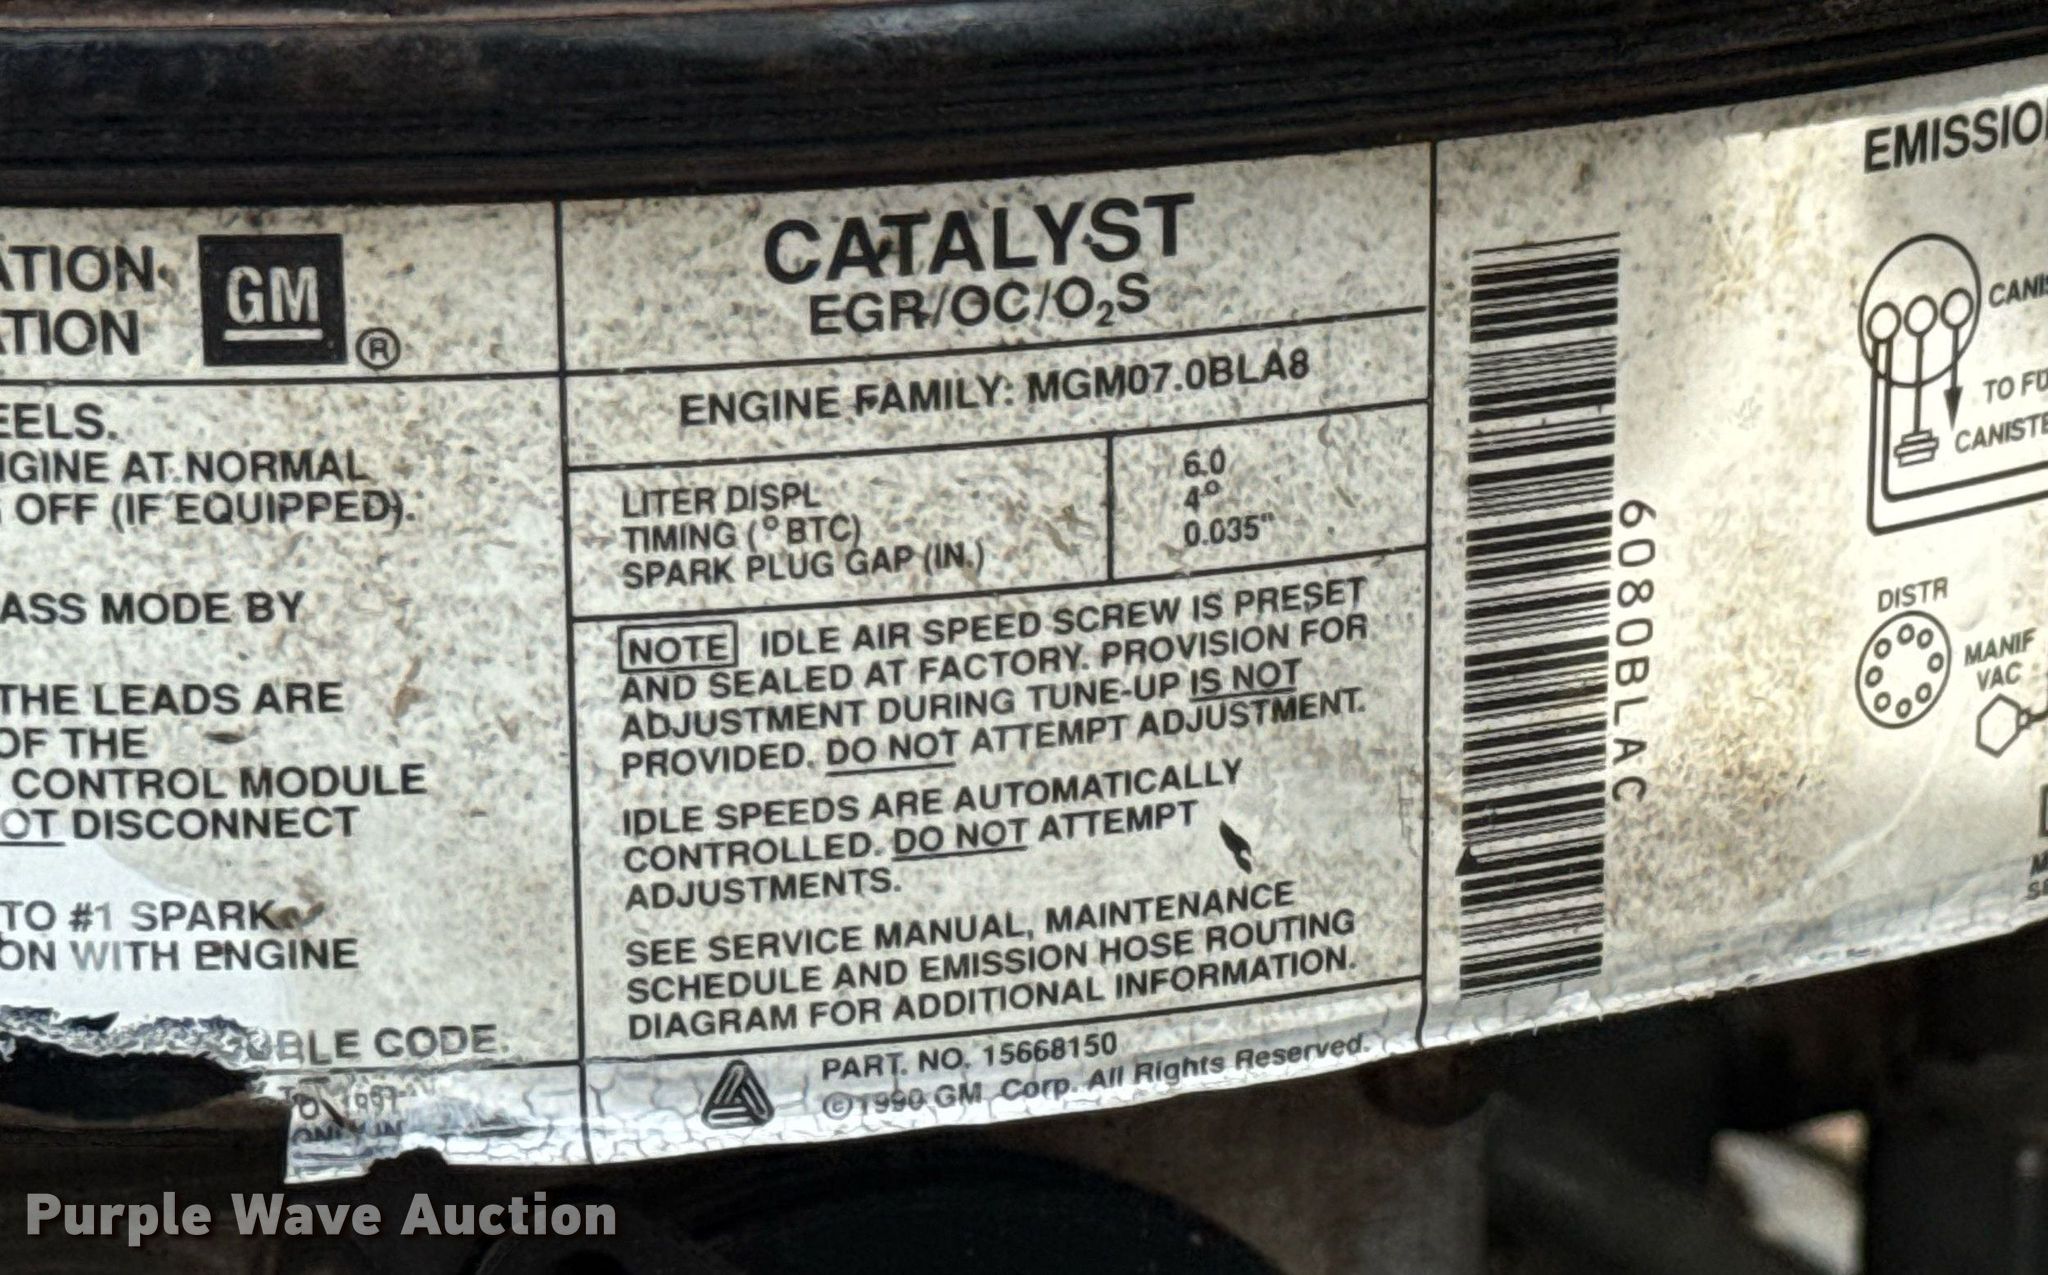 ATION
ATION
GM
®
EELS.
NGINE AT NORMAL
OFF (IF EQUIPPED).
ASS MODE BY
THE LEADS ARE
OF THE
CONTROL MODULE
OT DISCONNECT
TO #1 SPARK
ON WITH ENGINE
BLE CODE.
CATALYST
EGR/OC/O₂S
ENGINE FAMILY: MGM07.0BLA8
LITER DISPL 6.0
TIMING (°BTC) 4°
SPARK PLUG GAP (IN.) 0.035"
NOTE IDLE AIR SPEED SCREW IS PRESET
AND SEALED AT FACTORY. PROVISION FOR
ADJUSTMENT DURING TUNE-UP IS NOT
PROVIDED. DO NOT ATTEMPT ADJUSTMENT.
IDLE SPEEDS ARE AUTOMATICALLY
CONTROLLED. DO NOT ATTEMPT
ADJUSTMENTS.
SEE SERVICE MANUAL, MAINTENANCE
SCHEDULE AND EMISSION HOSE ROUTING
DIAGRAM FOR ADDITIONAL INFORMATION.
PART. NO. 15668150
©1990 GM Corp. All Rights Reserved.
6080BLAC
EMISSIO
CANIS
TO FU
CANISTE
DISTR
MANIF
VAC
Purple Wave Auction